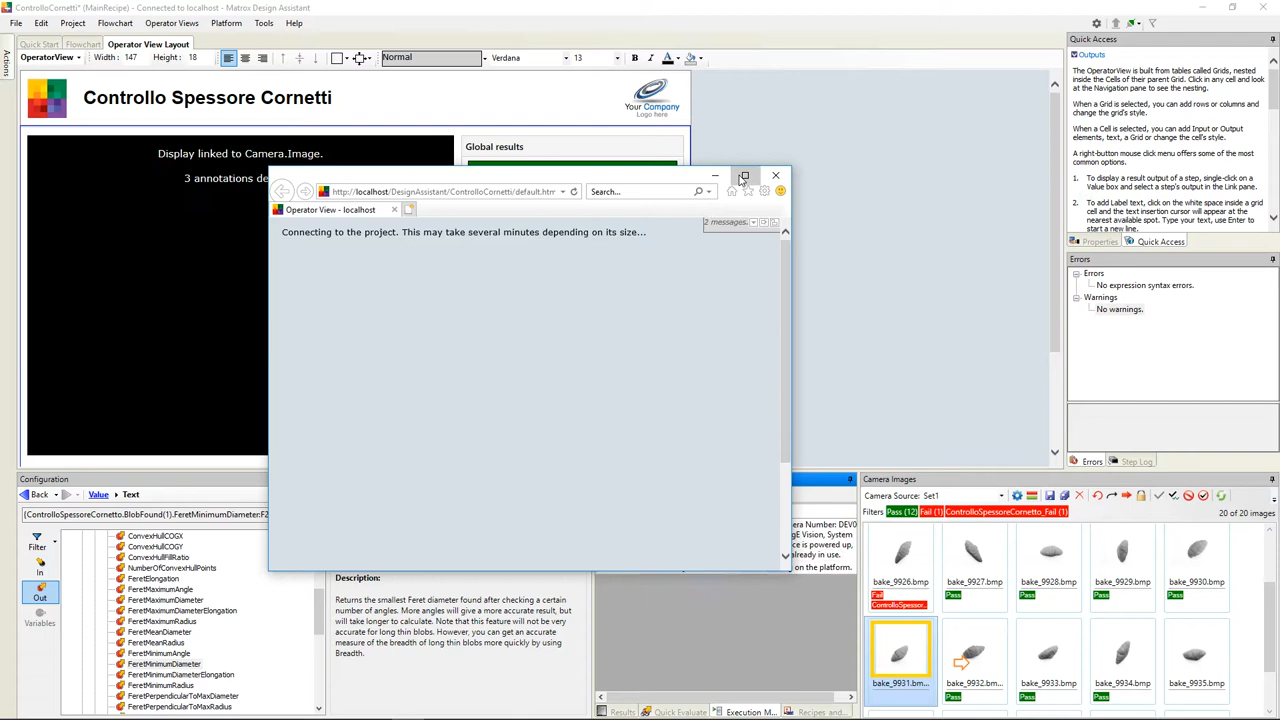 ControlloCornetti* (MainRecipe) - Connected to localhost - Matrox Design Assistant
File Edit Project Flowchart Operator Views Platform Tools Help
Actions
Quick Start Flowchart Operator View Layout
OperatorView Width : 147 Height : 18 Normal Verdana 13 B I A
Controllo Spessore Cornetti
Your Company
Logo here
Display linked to Camera.Image.
3 annotations de
Global results
http://localhost/DesignAssistant/ControlloCornetti/default.htm Search...
Operator View - localhost
2 messages.
Connecting to the project. This may take several minutes depending on its size...
Quick Access
Outputs
The OperatorView is built from tables called Grids, nested
inside the Cells of their parent Grid. Click in any cell and look
at the Navigation pane to see the nesting.
When a Grid is selected, you can add rows or columns and
change the grid's style.
When a Cell is selected, you can add Input or Output
elements, text, a Grid or change the cell's style.
A right-button mouse click menu offers some of the most
common options.
1. To display a result output of a step, single-click on a
Value box and select a step's output in the Link pane.
2. To add Label text, click on the white space inside a grid
cell and the text insertion cursor will appear at the
nearest available spot. Type your text, use Enter to
start a new line.
Properties Quick Access
Errors
Errors
No expression syntax errors.
Warnings
No warnings.
Errors Step Log
Configuration
Back Value Text
{ControlloSpessoreCornetto.BlobFound(1).FeretMinimumDiameter:F2
Filter
In
Out
Variables
ConvexHullCOGX
ConvexHullCOGY
ConvexHullFillRatio
NumberOfConvexHullPoints
FeretElongation
FeretMaximumAngle
FeretMaximumDiameter
FeretMaximumDiameterElongation
FeretMaximumRadius
FeretMeanDiameter
FeretMeanRadius
FeretMinimumAngle
FeretMinimumDiameter
FeretMinimumDiameterElongation
FeretMinimumRadius
FeretPerpendicularToMaxDiameter
Description:
Returns the smallest Feret diameter found after checking a
certain number of angles. More angles will give a more accurate result, but
will take longer to calculate. Note that this feature will not be very
accurate for long thin blobs. However, you can get an accurate
measure of the breadth of long thin blobs more quickly by using
Breadth.
Camera Number: DEV0
gE Vision, System
ce is powered up,
already in use.
on the platform.
Results Quick Evaluate Execution M... Recipes and...
Camera Images
Camera Source: Set1
Filters Pass (12) Fail (1) ControlloSpessoreCornetto_Fail (1) 20 of 20 images
bake_9926.bmp bake_9927.bmp bake_9928.bmp bake_9929.bmp bake_9930.bmp
Fail Pass Pass Pass Pass
ControlloSpessor...
bake_9931.bm... bake_9932.bm... bake_9933.bmp bake_9934.bmp bake_9935.bmp
Pass Pass